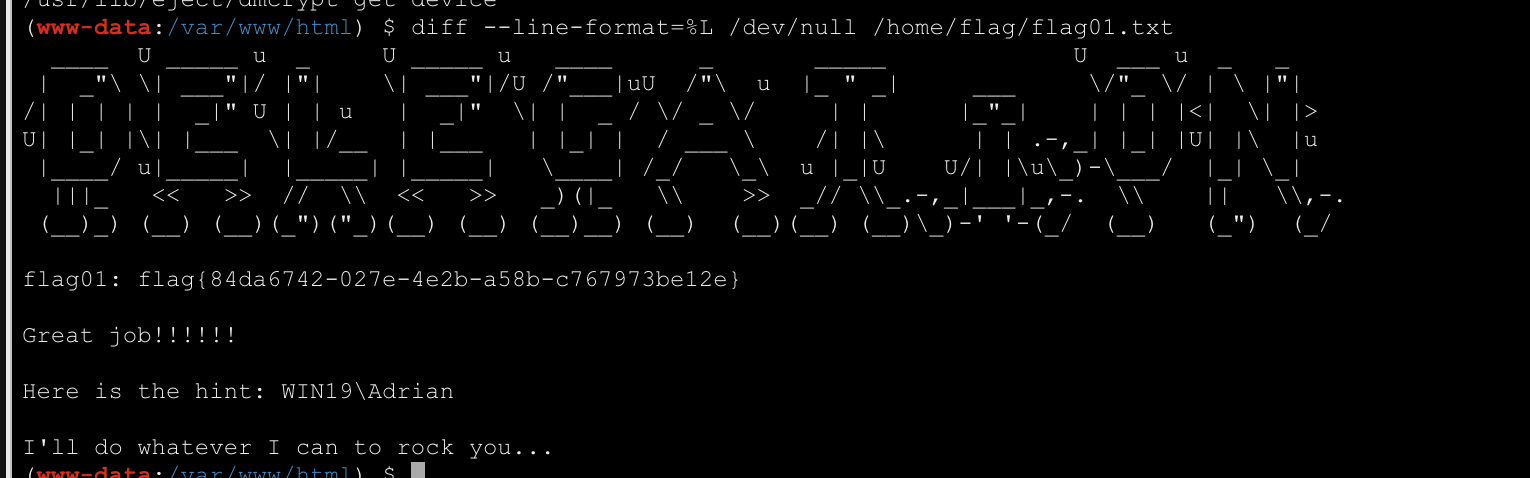 /usr/lib/eject/dmcrypt-get-device
(www-data:/var/www/html) $ diff --line-format=%L /dev/null /home/flag/flag01.txt
DELEGATION
flag01: flag{84da6742-027e-4e2b-a58b-c767973be12e}
Great job!!!!!!
Here is the hint: WIN19\Adrian
I'll do whatever I can to rock you...
(www-data:/var/www/html) $